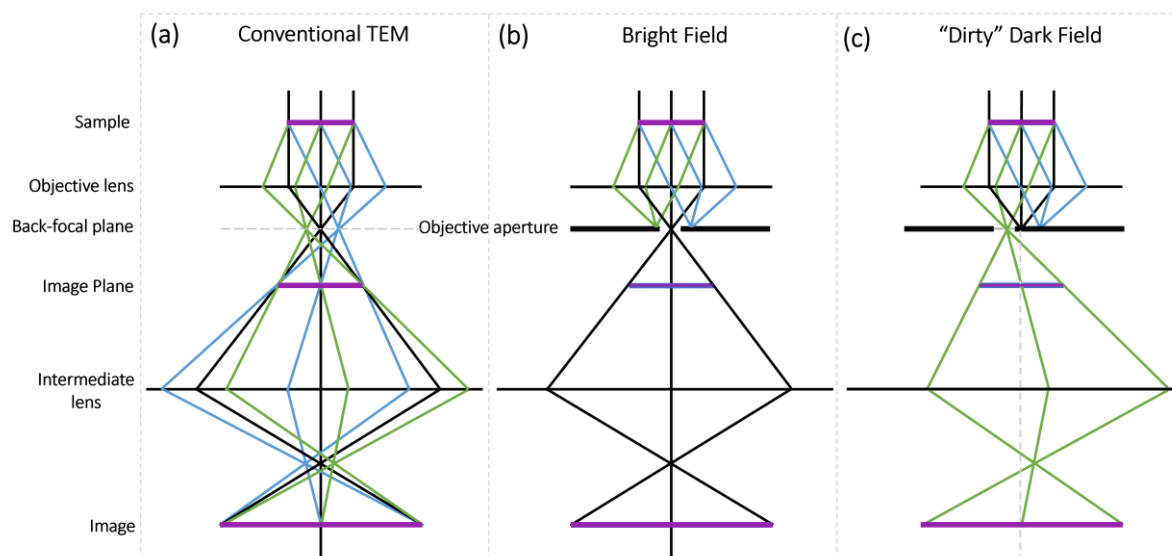 (a)
Conventional TEM
(b)
Bright Field
(c)
“Dirty” Dark Field
Sample
Objective lens
Back-focal plane
Objective aperture
Image Plane
Intermediate
lens
Image